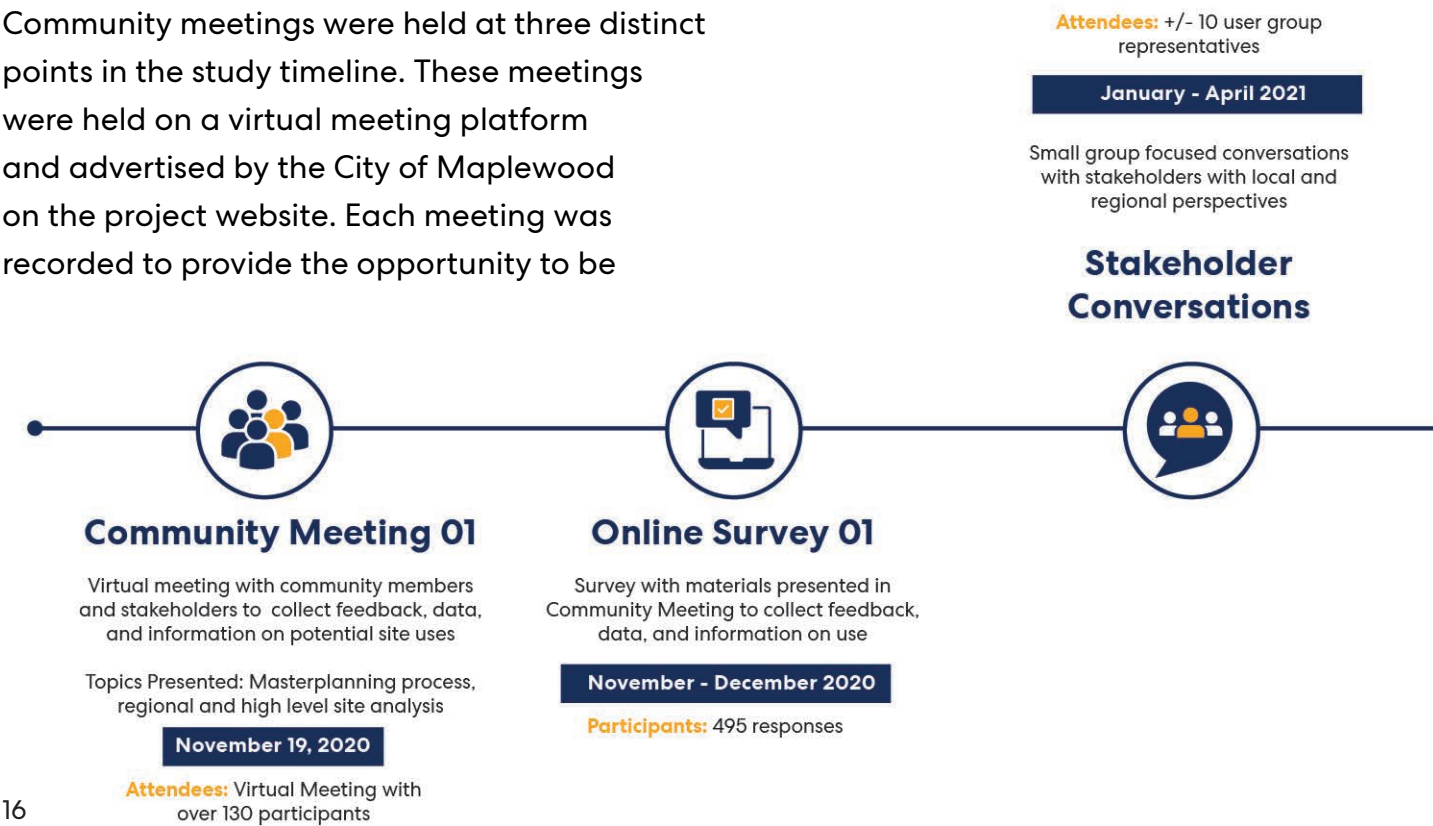 Community meetings were held at three distinct
points in the study timeline. These meetings
were held on a virtual meeting platform
and advertised by the City of Maplewood
on the project website. Each meeting was
recorded to provide the opportunity to be
Community Meeting 01
Virtual meeting with community members
and stakeholders to collect feedback, data,
and information on potential site uses
Topics Presented: Masterplanning process,
regional and high level site analysis
November 19, 2020
Attendees: Virtual Meeting with
over 130 participants
Online Survey 01
Survey with materials presented in
Community Meeting to collect feedback,
data, and information on use
November - December 2020
Participants: 495 responses
Attendees: +/- 10 user group
representatives
January - April 2021
Small group focused conversations
with stakeholders with local and
regional perspectives
Stakeholder
Conversations
16